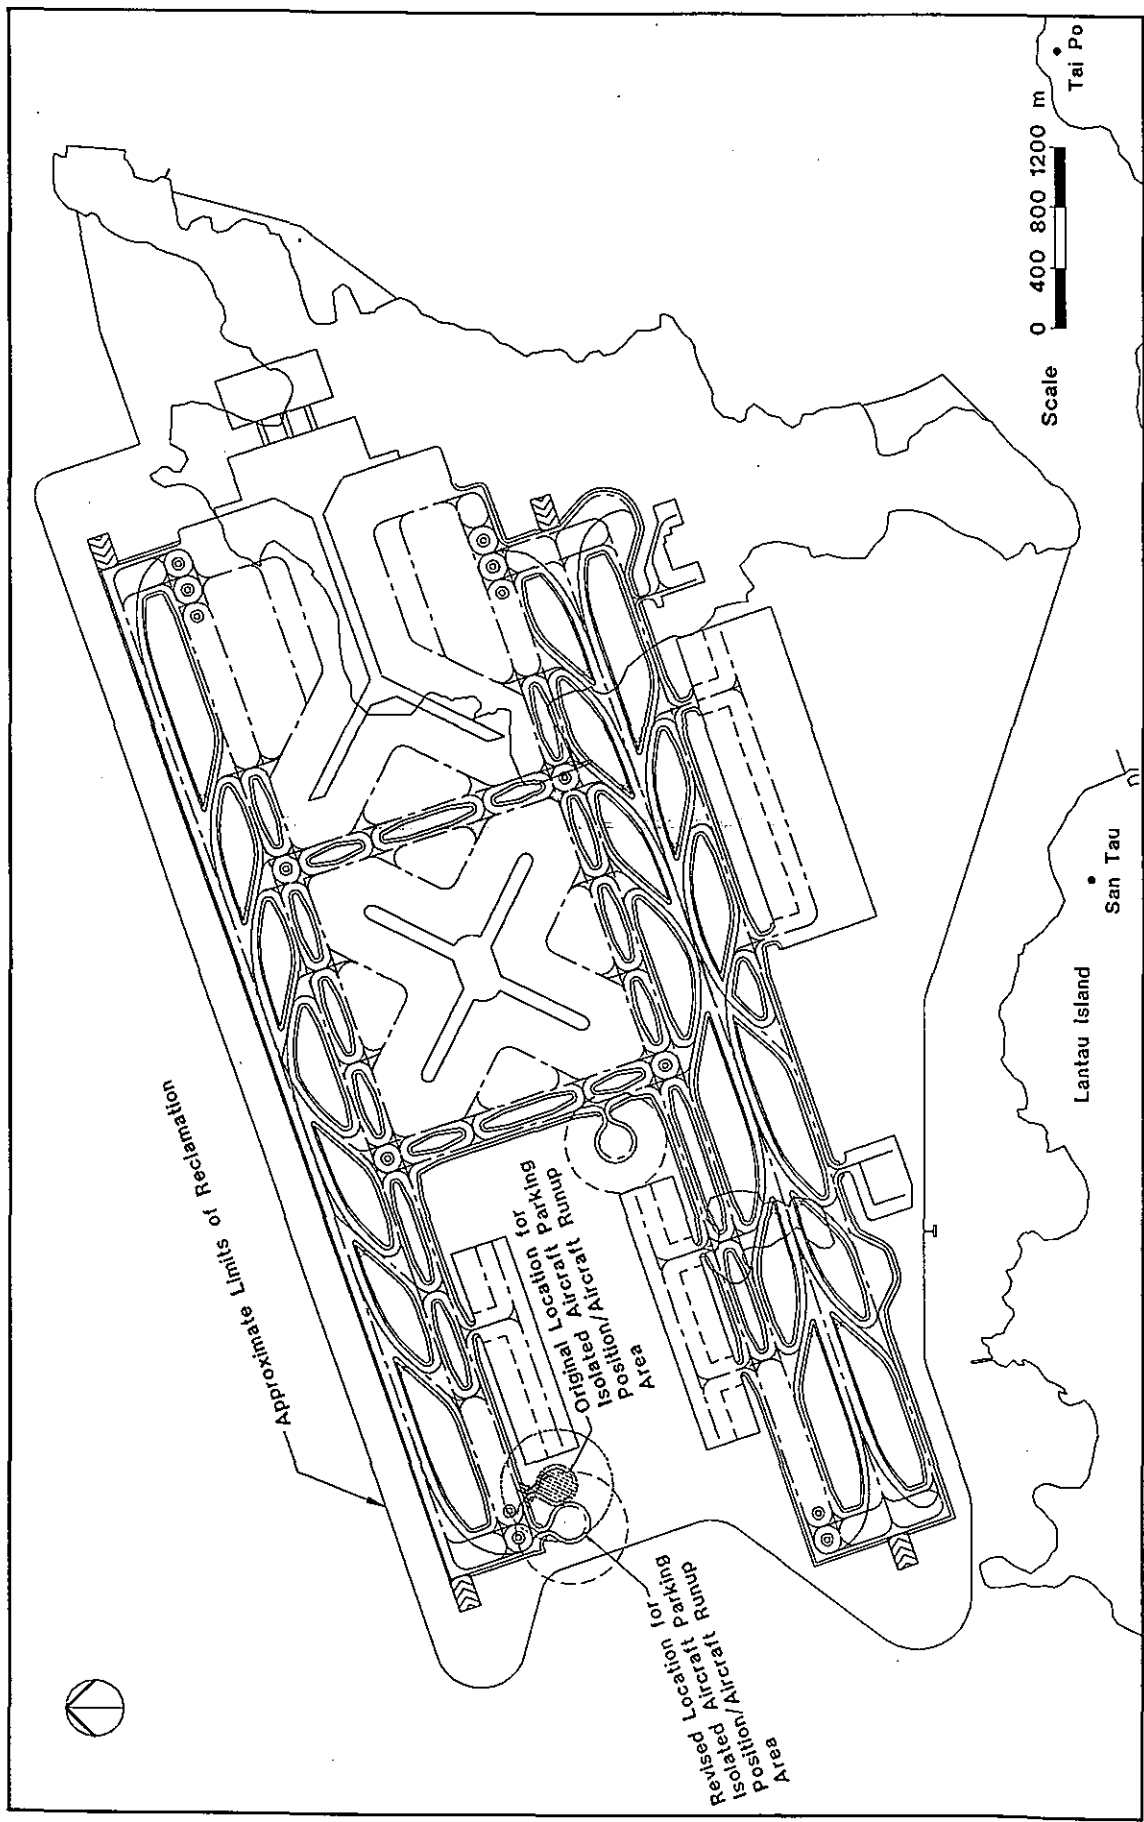 Approximate Limits of Reclamation
Original Location for
Isolated Aircraft Parking
Position/Aircraft Runup
Area
Revised Location for
Isolated Aircraft Parking
Position/Aircraft Runup
Area
Lantau Island
San Tau
Scale
0 400 800 1200 m
Tai Po